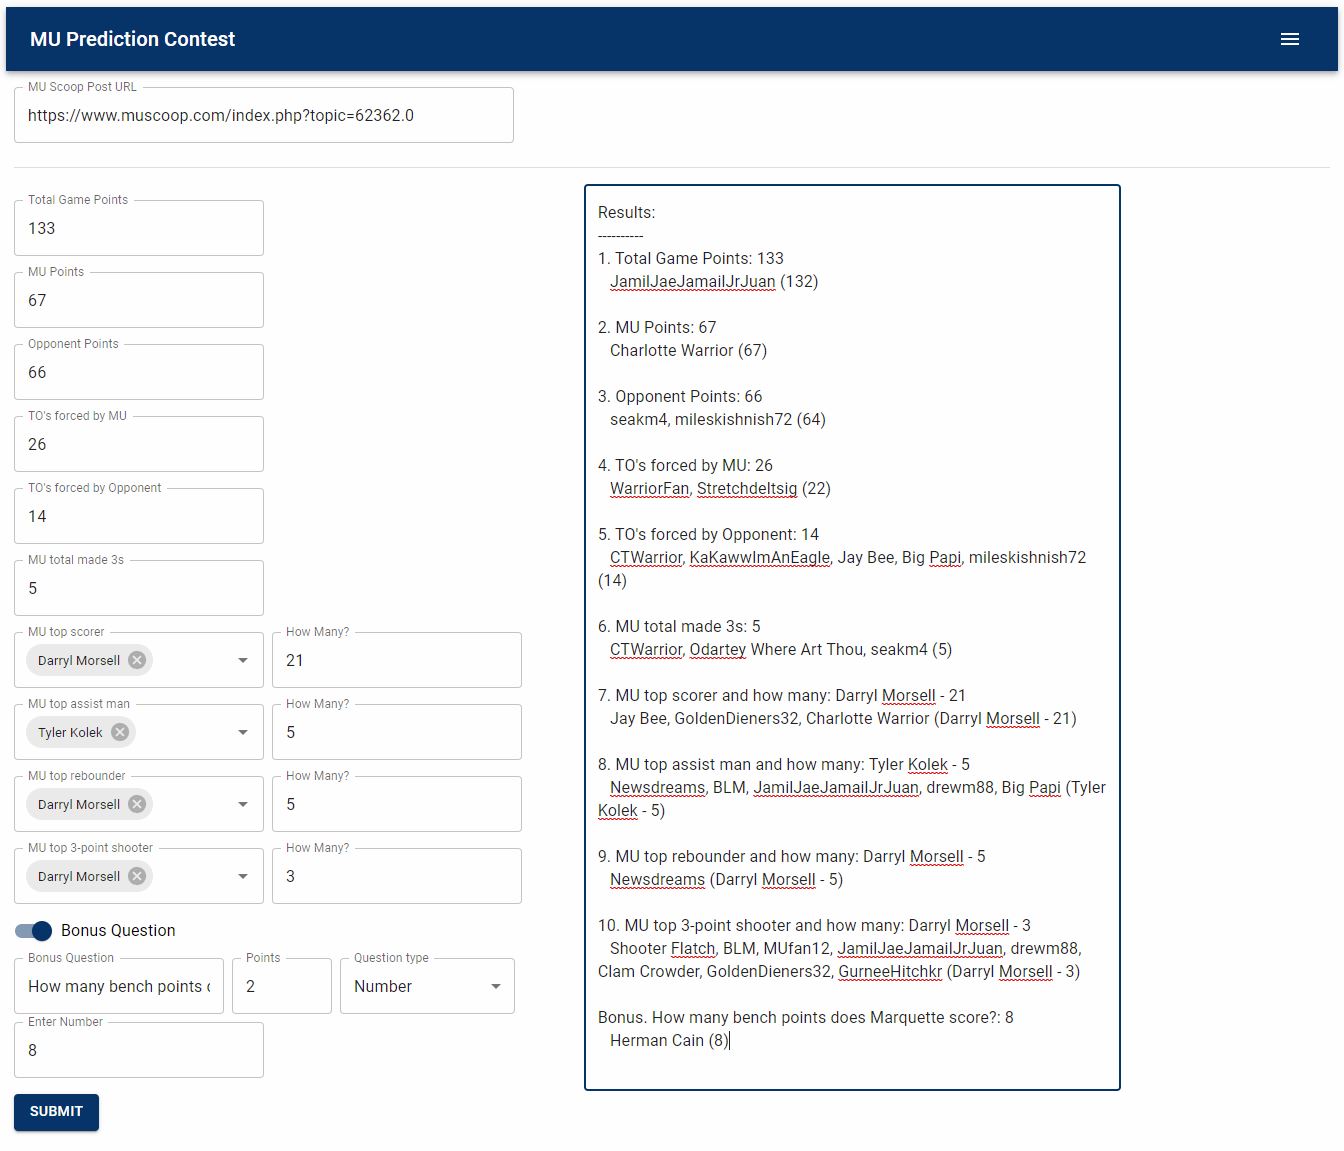 MU Prediction Contest
MU Scoop Post URL
https://www.muscoop.com/index.php?topic=62362.0
Total Game Points
133
MU Points
67
Opponent Points
66
TO's forced by MU
26
TO's forced by Opponent
14
MU total made 3s
5
MU top scorer
Darryl Morsell
How Many?
21
MU top assist man
Tyler Kolek
How Many?
5
MU top rebounder
Darryl Morsell
How Many?
5
MU top 3-point shooter
Darryl Morsell
How Many?
3
Bonus Question
Bonus Question
How many bench points
Points
2
Question type
Number
Enter Number
8
SUBMIT
Results:
----------
1. Total Game Points: 133
JamilJaeJamailJrJuan (132)
2. MU Points: 67
Charlotte Warrior (67)
3. Opponent Points: 66
seakm4, mileskishnish72 (64)
4. TO's forced by MU: 26
WarriorFan, Stretchdeltsig (22)
5. TO's forced by Opponent: 14
CTWarrior, KaKawwImAnEagle, Jay Bee, Big Papi, mileskishnish72
(14)
6. MU total made 3s: 5
CTWarrior, Odartey Where Art Thou, seakm4 (5)
7. MU top scorer and how many: Darryl Morsell - 21
Jay Bee, GoldenDieners32, Charlotte Warrior (Darryl Morsell - 21)
8. MU top assist man and how many: Tyler Kolek - 5
Newsdreams, BLM, JamilJaeJamailJrJuan, drewm88, Big Papi (Tyler
Kolek - 5)
9. MU top rebounder and how many: Darryl Morsell - 5
Newsdreams (Darryl Morsell - 5)
10. MU top 3-point shooter and how many: Darryl Morsell - 3
Shooter Flatch, BLM, MUfan12, JamilJaeJamailJrJuan, drewm88,
Clam Crowder, GoldenDieners32, GurneeHitchkr (Darryl Morsell - 3)
Bonus. How many bench points does Marquette score?: 8
Herman Cain (8)